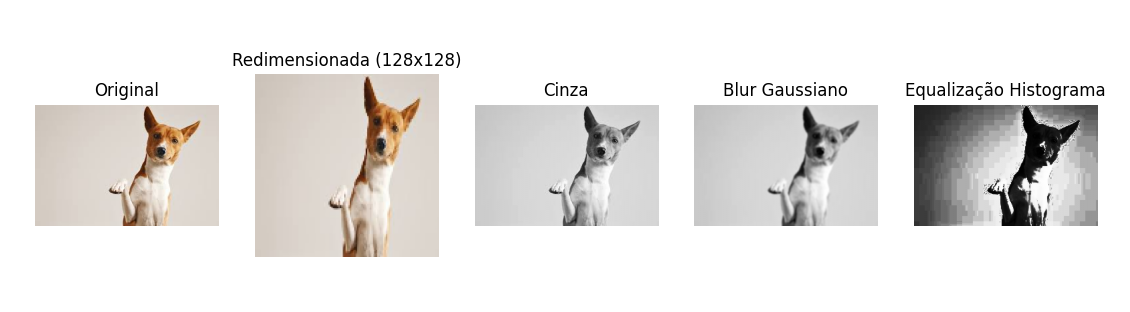 Original
Redimensionada (128x128)
Cinza
Blur Gaussiano
Equalização Histograma